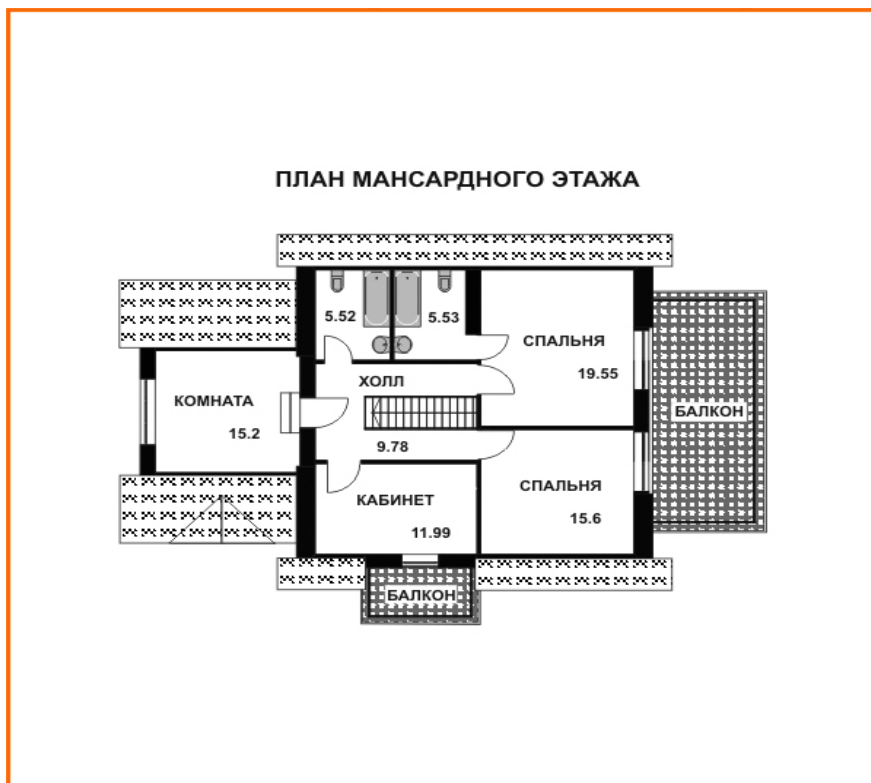 ПЛАН МАНСАРДНОГО ЭТАЖА
5.52
5.53
СПАЛЬНЯ
19.55
ХОЛЛ
КОМНАТА
15.2
БАЛКОН
9.78
СПАЛЬНЯ
15.6
КАБИНЕТ
11.99
БАЛКОН